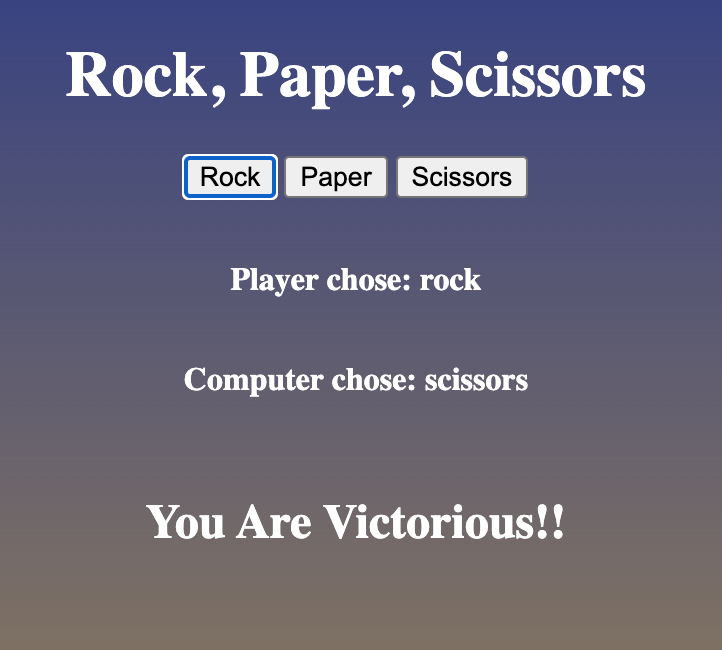 Rock, Paper, Scissors
Rock Paper Scissors
Player chose: rock
Computer chose: scissors
You Are Victorious!!